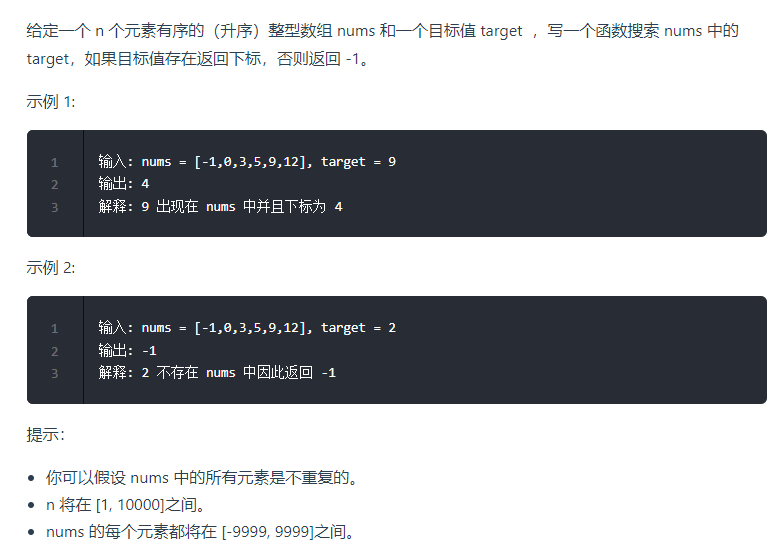 给定一个 n 个元素有序的（升序）整型数组 nums 和一个目标值 target ，写一个函数搜索 nums 中的
target，如果目标值存在返回下标，否则返回 -1。
示例 1:
1 输入: nums = [-1,0,3,5,9,12], target = 9
2 输出: 4
3 解释: 9 出现在 nums 中并且下标为 4
示例 2:
1 输入: nums = [-1,0,3,5,9,12], target = 2
2 输出: -1
3 解释: 2 不存在 nums 中因此返回 -1
提示：
• 你可以假设 nums 中的所有元素是不重复的。
• n 将在 [1, 10000]之间。
• nums 的每个元素都将在 [-9999, 9999]之间。